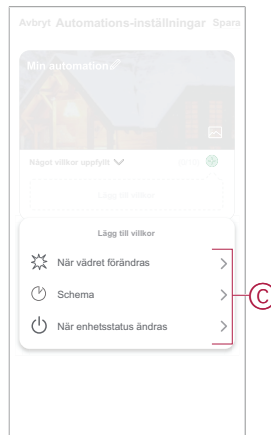 Avbryt Automations-inställningar Spara
Min automation
Något villkor uppfyllt
Lägg till villkor
Lägg till villkor
När vädret förändras
Schema
När enhetsstatus ändras
C